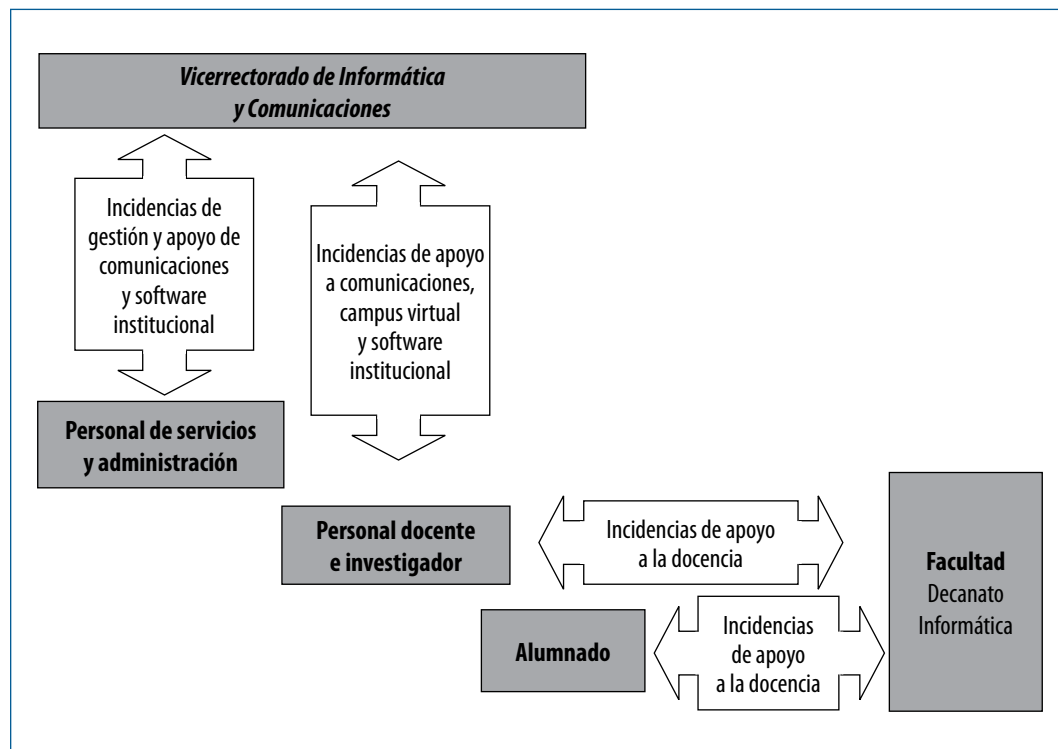 Vicerrectorado de Informática
y Comunicaciones
Incidencias de
gestión y apoyo de
comunicaciones
y software
institucional
Incidencias de apoyo
a comunicaciones,
campus virtual
y software
institucional
Personal de servicios
y administración
Personal docente
e investigador
Incidencias de apoyo
a la docencia
Facultad
Decanato
Informática
Alumnado
Incidencias
de apoyo
a la docencia